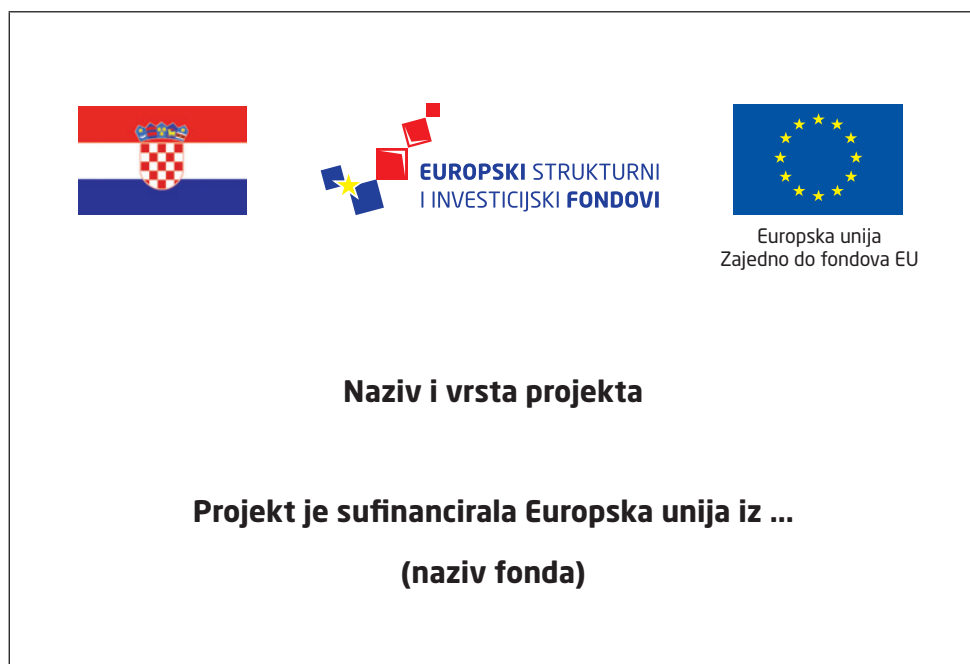 EUROPSKI STRUKTURNI
I INVESTICIJSKI FONDOVI
Europska unija
Zajedno do fondova EU
Naziv i vrsta projekta
Projekt je sufinancirala Europska unija iz ...
(naziv fonda)